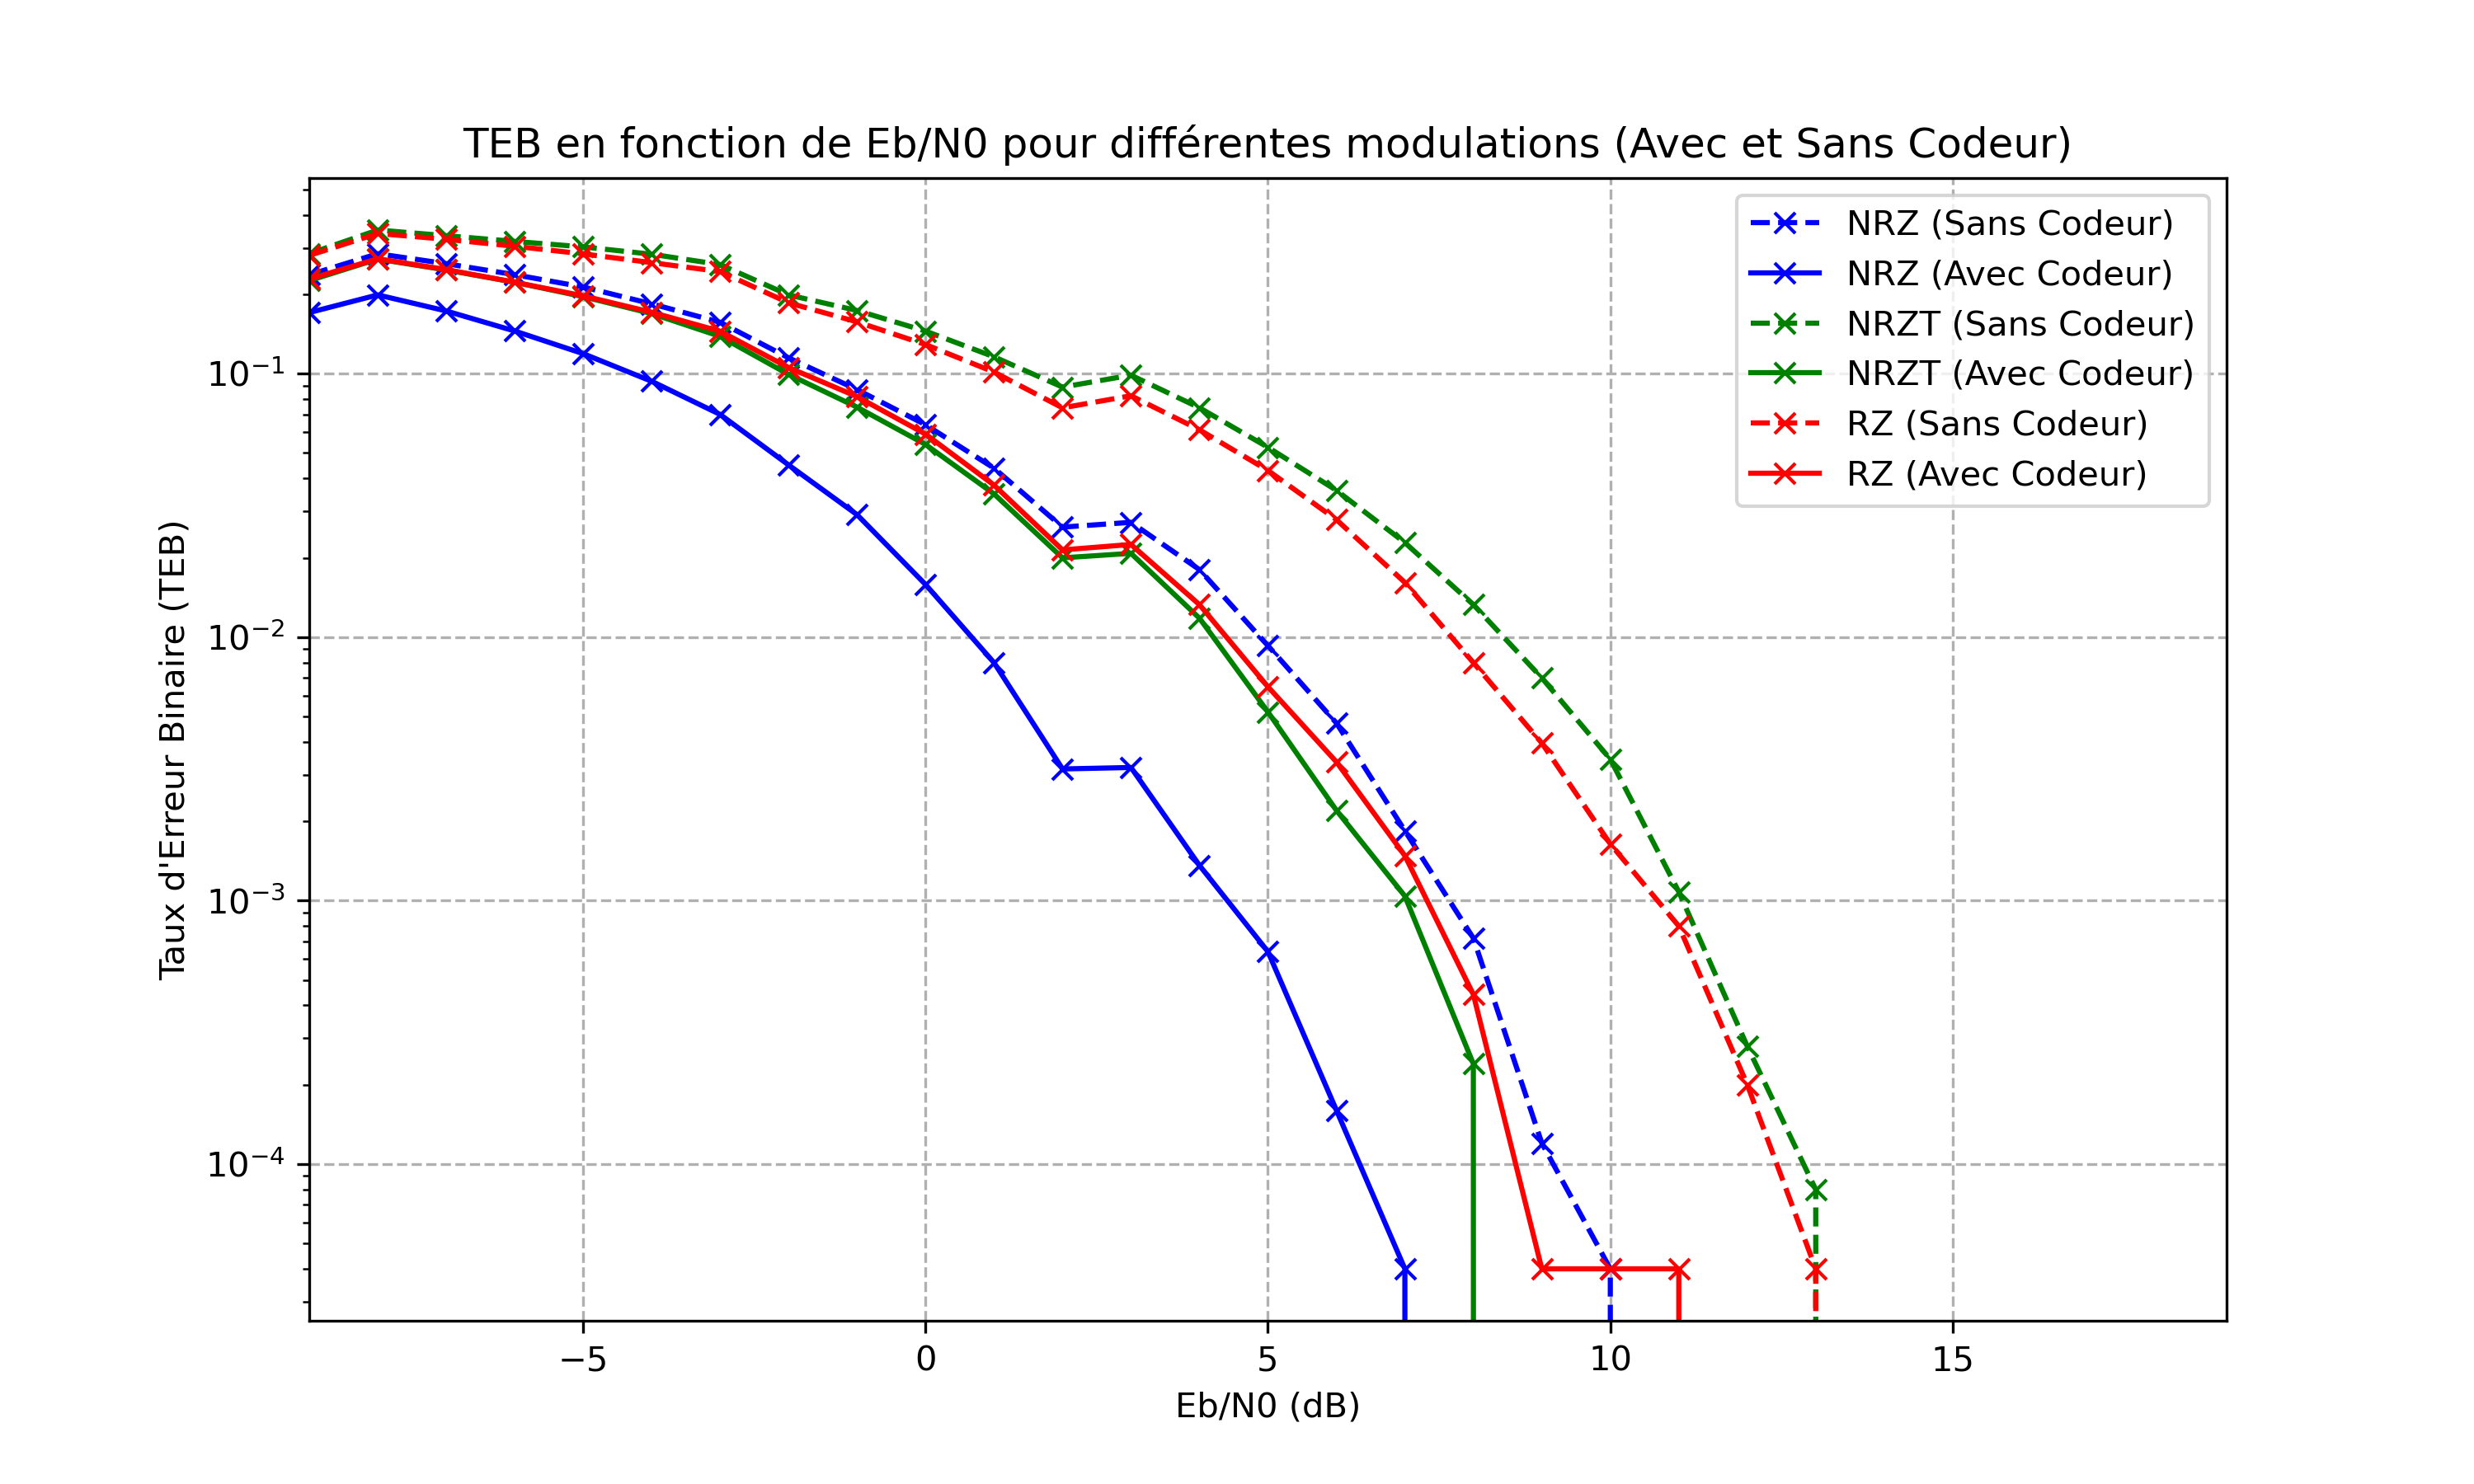 TEB en fonction de Eb/N0 pour différentes modulations (Avec et Sans Codeur)
NRZ (Sans Codeur)
NRZ (Avec Codeur)
NRZT (Sans Codeur)
NRZT (Avec Codeur)
RZ (Sans Codeur)
RZ (Avec Codeur)
Taux d'Erreur Binaire (TEB)
10⁻¹
10⁻²
10⁻³
10⁻⁴
−5 0 5 10 15
Eb/N0 (dB)